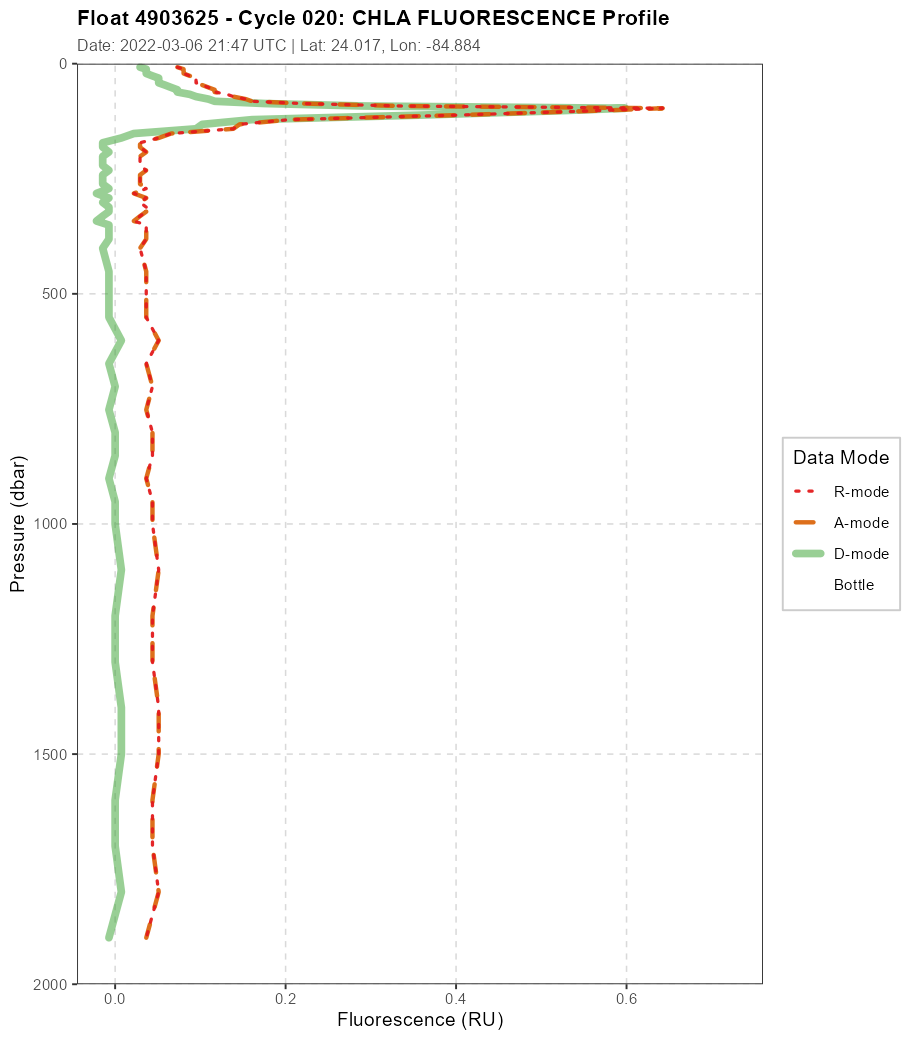 Float 4903625 - Cycle 020: CHLA FLUORESCENCE Profile
Date: 2022-03-06 21:47 UTC | Lat: 24.017, Lon: -84.884
0
500
1000
1500
2000
Pressure (dbar)
0.0
0.2
0.4
0.6
Fluorescence (RU)
Data Mode
R-mode
A-mode
D-mode
Bottle